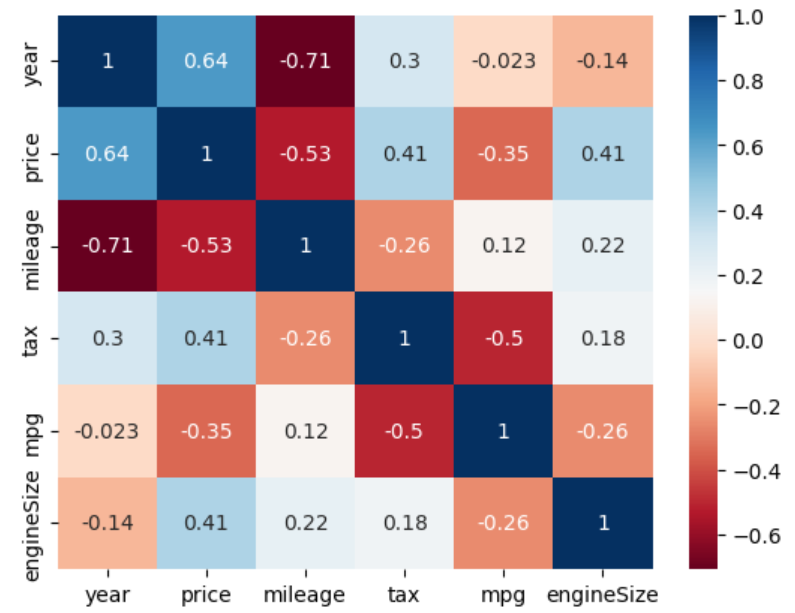 1.0
year 1 0.64 -0.71 0.3 -0.023 -0.14
0.8
price 0.64 1 -0.53 0.41 -0.35 0.41
0.6
0.4
mileage -0.71 -0.53 1 -0.26 0.12 0.22
0.2
tax 0.3 0.41 -0.26 1 -0.5 0.18
0.0
−0.2
mpg -0.023 -0.35 0.12 -0.5 1 -0.26
−0.4
engineSize -0.14 0.41 0.22 0.18 -0.26 1
−0.6
year price mileage tax mpg engineSize